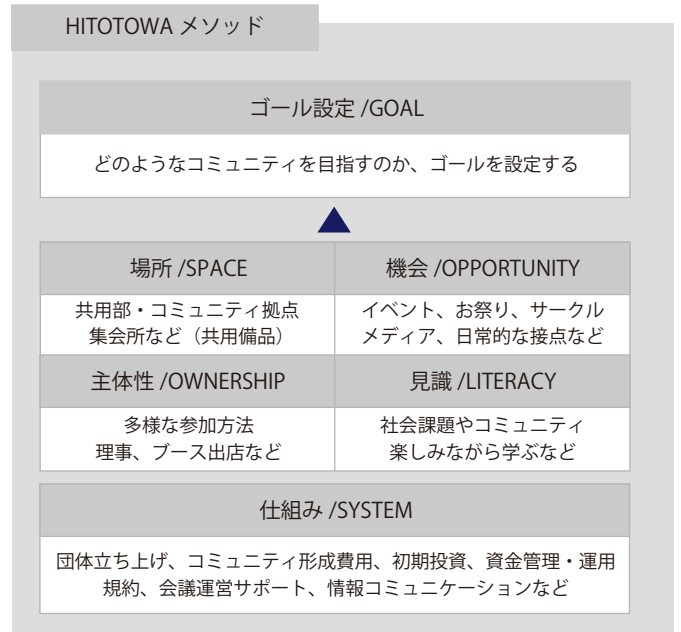 HITOTOWA メソッド
ゴール設定 /GOAL
どのようなコミュニティを目指すのか、ゴールを設定する
場所 /SPACE
機会 /OPPORTUNITY
共用部・コミュニティ拠点
集会所など（共用備品）
イベント、お祭り、サークル
メディア、日常的な接点など
主体性 /OWNERSHIP
見識 /LITERACY
多様な参加方法
理事、ブース出店など
社会課題やコミュニティ
楽しみながら学ぶなど
仕組み /SYSTEM
団体立ち上げ、コミュニティ形成費用、初期投資、資金管理・運用
規約、会議運営サポート、情報コミュニケーションなど